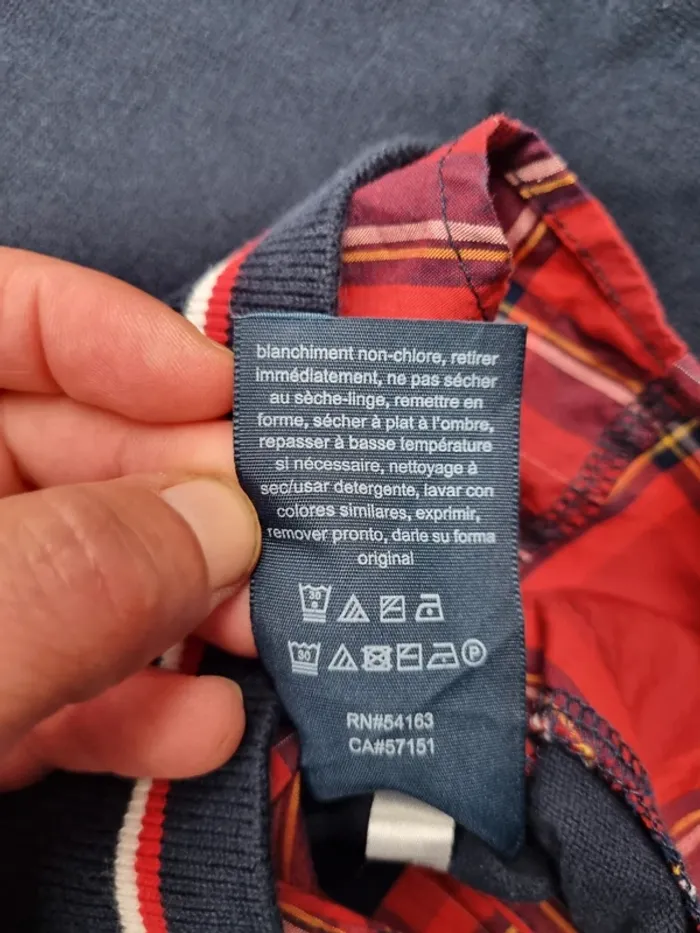 blanchiment non-chlore, retirer
immédiatement, ne pas sécher
au sèche-linge, remettre en
forme, sécher à plat à l'ombre,
repasser à basse température
si nécessaire, nettoyage à
sec/usar detergente, lavar con
colores similares, exprimir,
remover pronto, darle su forma
original
30
30 P
RN#54163
CA#57151